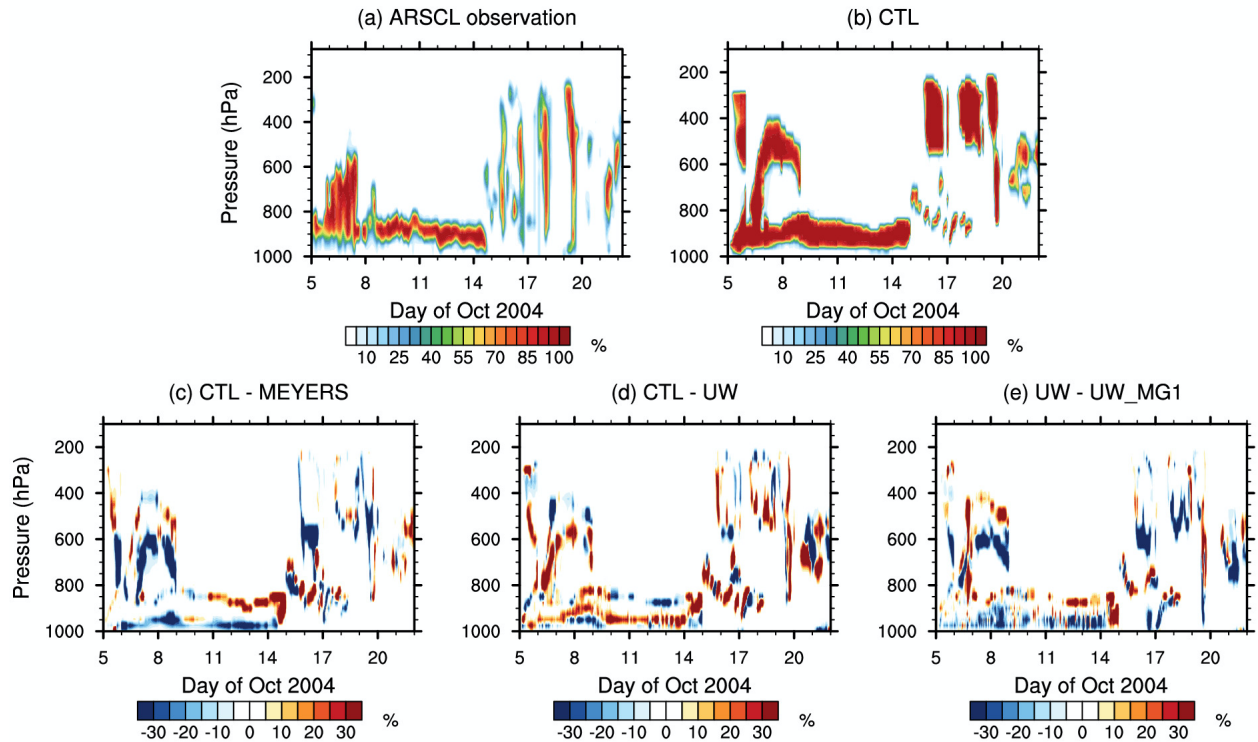 (a) ARSCL observation
(b) CTL
Pressure (hPa)
200
400
600
800
1000
5 8 11 14 17 20
Day of Oct 2004
10 25 40 55 70 85 100 %
200
400
600
800
1000
5 8 11 14 17 20
Day of Oct 2004
10 25 40 55 70 85 100 %
(c) CTL - MEYERS
(d) CTL - UW
(e) UW - UW_MG1
Pressure (hPa)
200
400
600
800
1000
5 8 11 14 17 20
Day of Oct 2004
-30 -20 -10 0 10 20 30 %
200
400
600
800
1000
5 8 11 14 17 20
Day of Oct 2004
-30 -20 -10 0 10 20 30 %
200
400
600
800
1000
5 8 11 14 17 20
Day of Oct 2004
-30 -20 -10 0 10 20 30 %